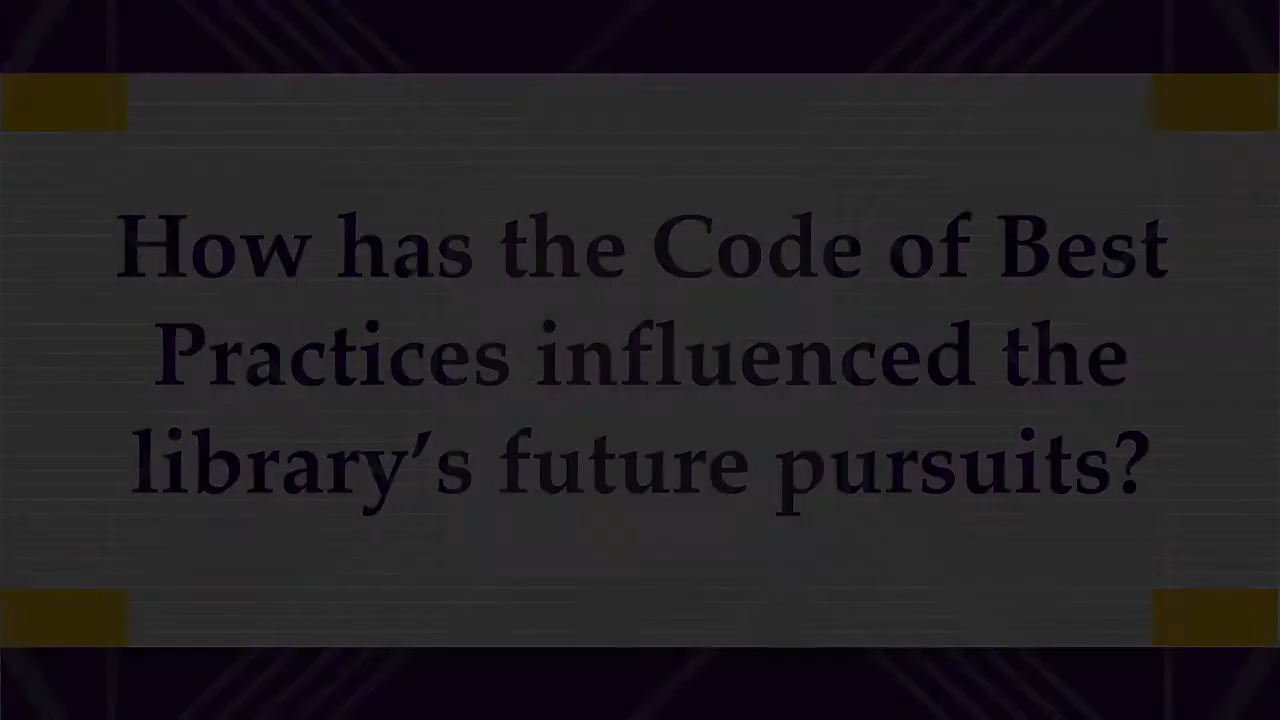 How has the Code of Best
Practices influenced the
library’s future pursuits?